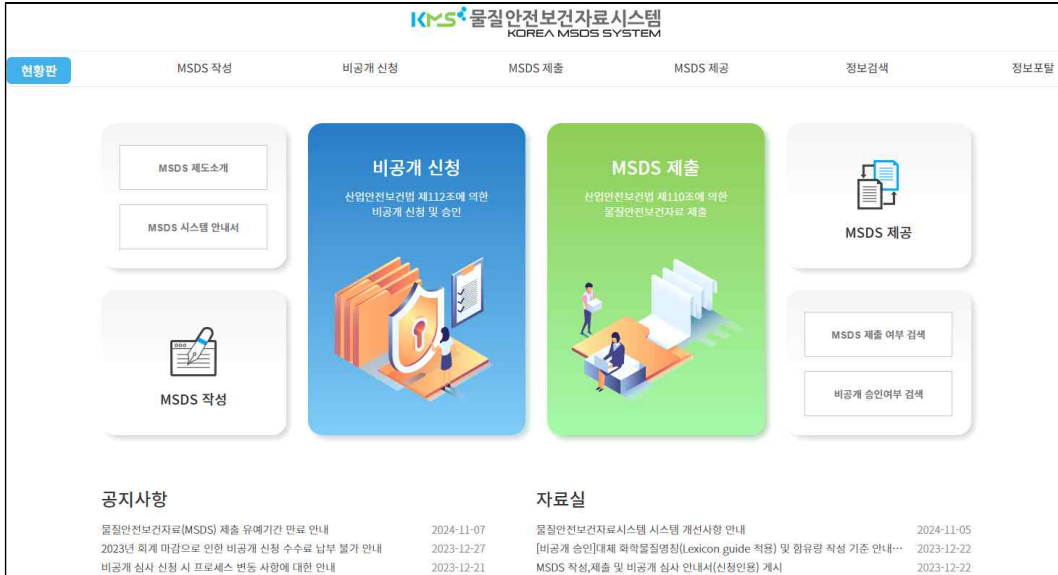 KMS 물질안전보건자료시스템
KOREA MSDS SYSTEM
현황판 MSDS 작성 비공개 신청 MSDS 제출 MSDS 제공 정보검색 정보포탈
MSDS 제도소개
MSDS 시스템 안내서
MSDS 작성
비공개 신청
산업안전보건법 제112조에 의한
비공개 신청 및 승인
MSDS 제출
산업안전보건법 제110조에 의한
물질안전보건자료 제출
MSDS 제공
MSDS 제출 여부 검색
비공개 승인여부 검색
공지사항
물질안전보건자료(MSDS) 제출 유예기간 만료 안내 2024-11-07
2023년 회계 마감으로 인한 비공개 신청 수수료 납부 불가 안내 2023-12-27
비공개 심사 신청 시 프로세스 변동 사항에 대한 안내 2023-12-21
자료실
물질안전보건자료시스템 시스템 개선사항 안내 2024-11-05
[비공개 승인]대체 화학물질명칭(Lexicon guide 적용) 및 함유량 작성 기준 안내… 2023-12-22
MSDS 작성,제출 및 비공개 심사 안내서(신청인용) 게시 2023-12-22